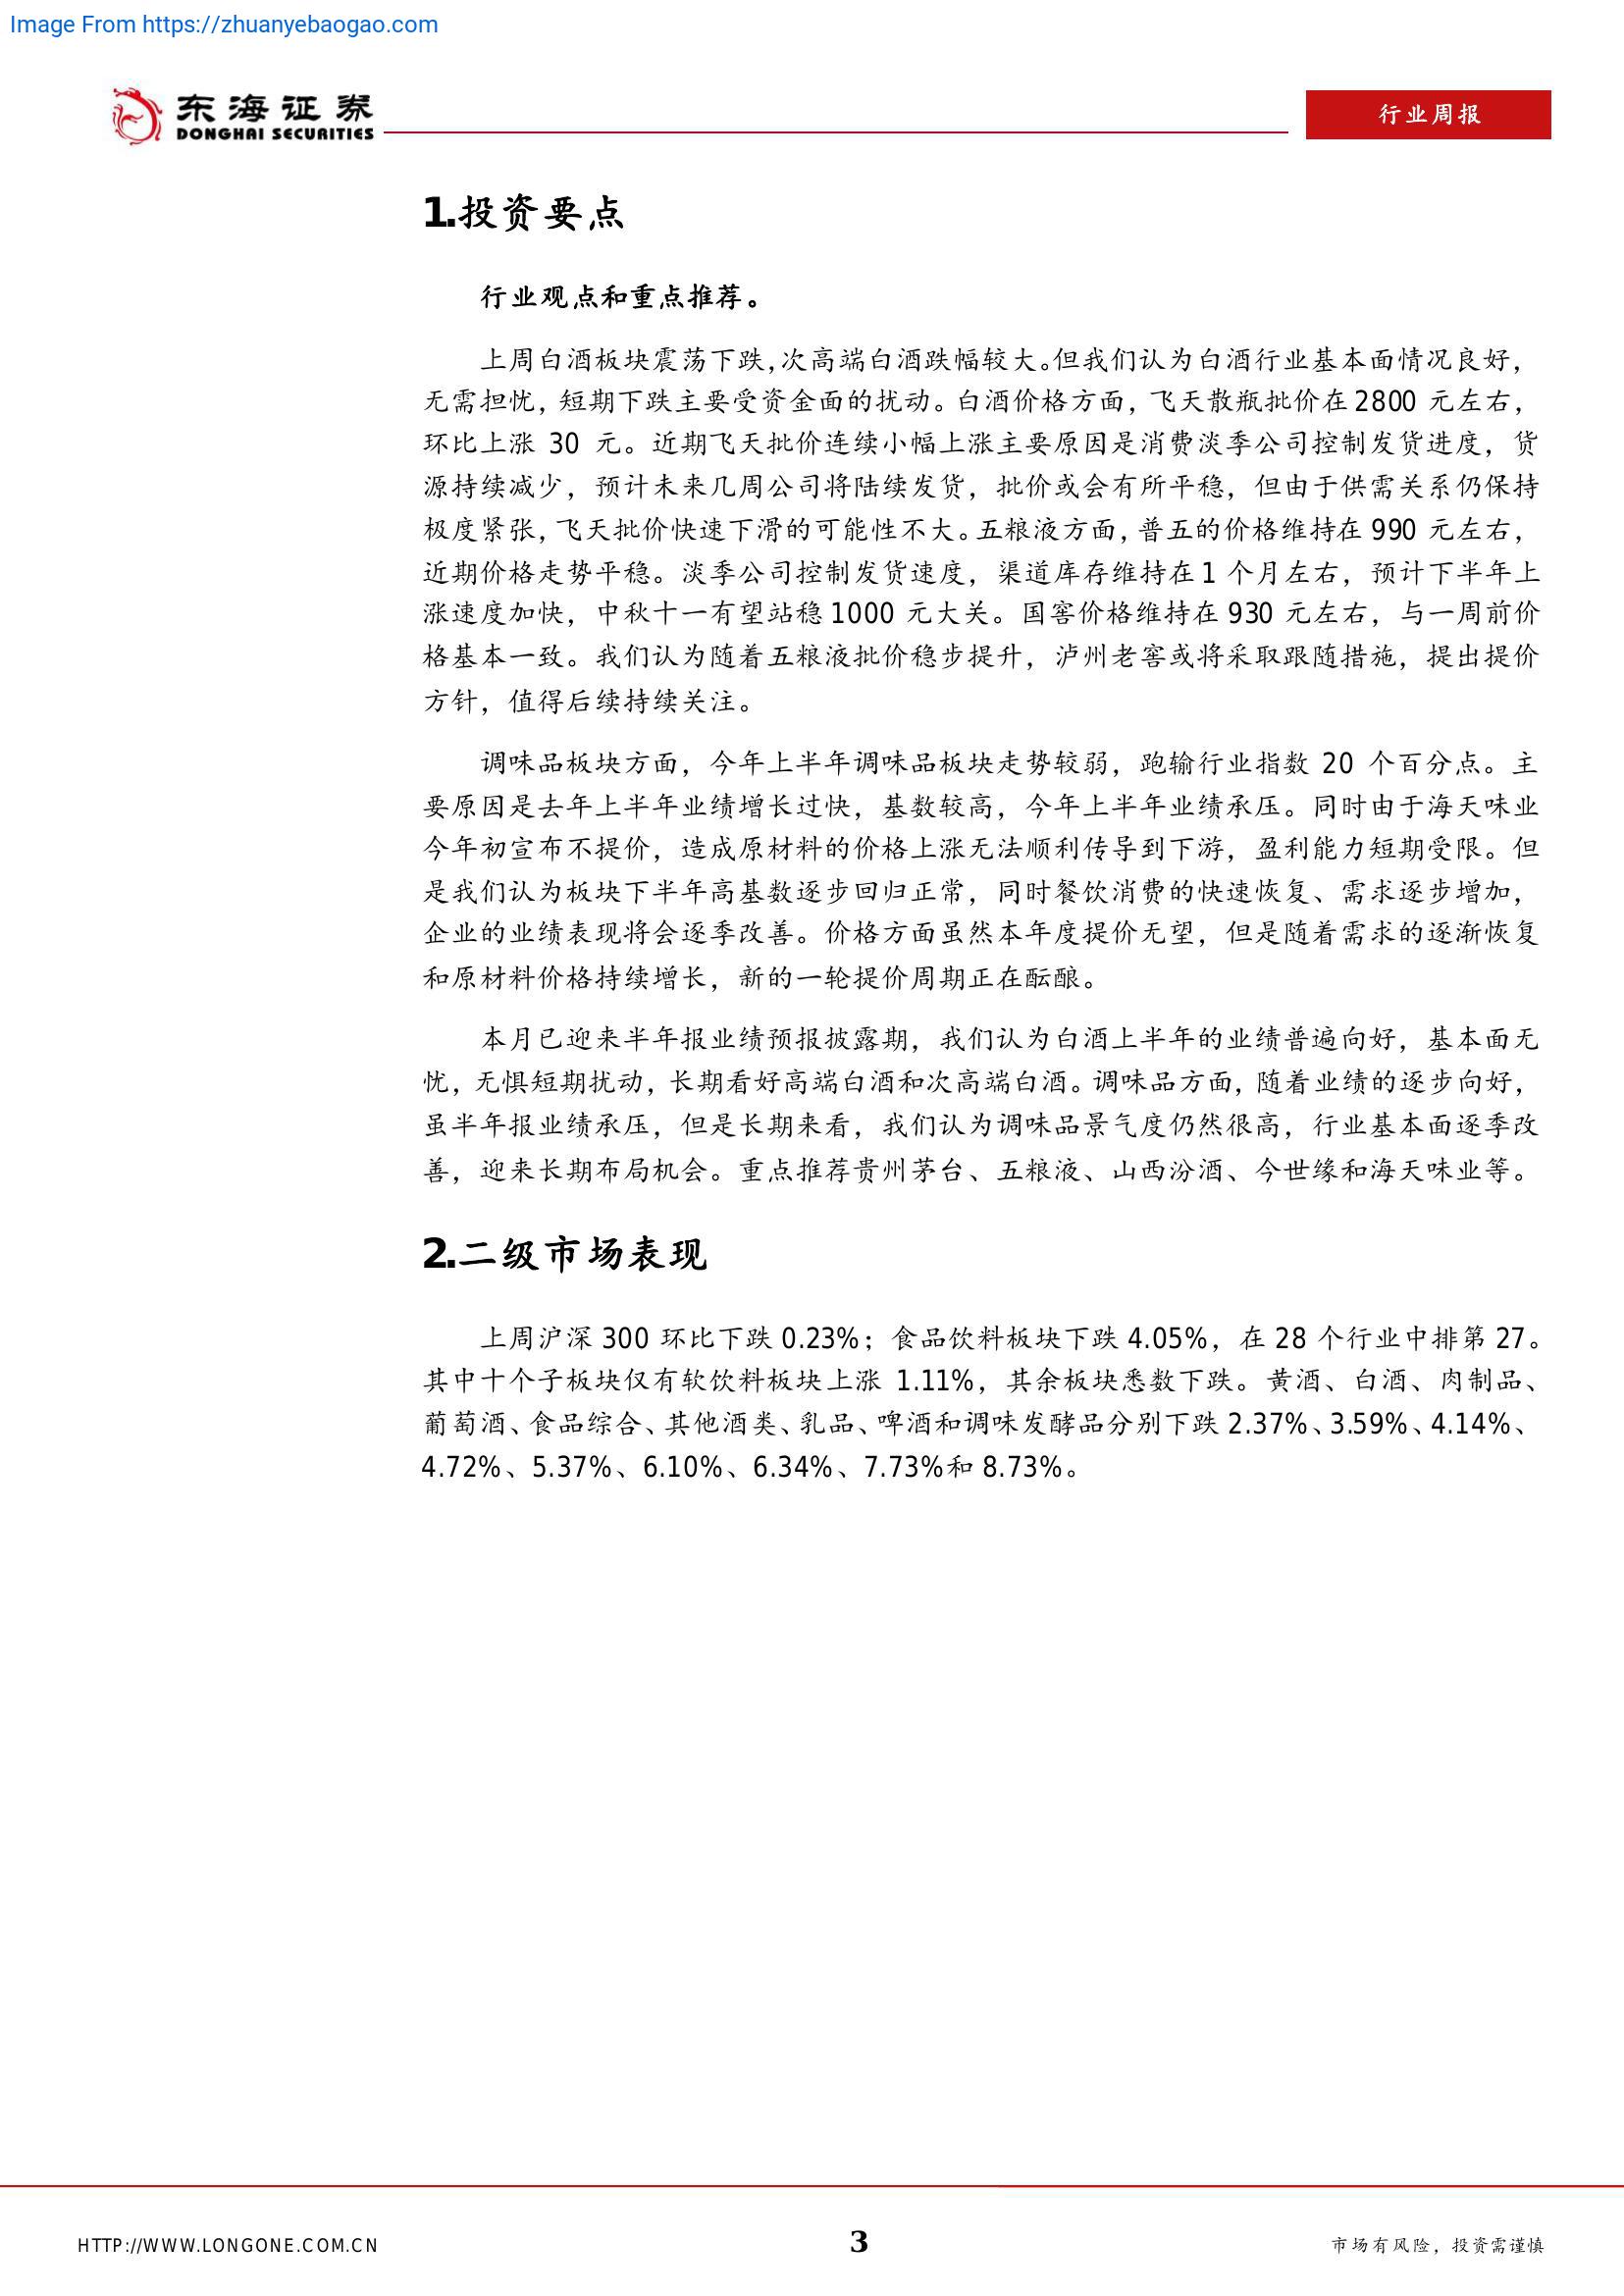 Image From https://zhuanyebaogao.com
东海证券
DONGHAI SECURITIES
行业周报
1.投资要点
行业观点和重点推荐。
上周白酒板块震荡下跌，次高端白酒跌幅较大。但我们认为白酒行业基本面情况良好，
无需担忧，短期下跌主要受资金面的扰动。白酒价格方面，飞天散瓶批价在 2800 元左右，
环比上涨 30 元。近期飞天批价连续小幅上涨主要原因是消费淡季公司控制发货进度，货
源持续减少，预计未来几周公司将陆续发货，批价或会有所平稳，但由于供需关系仍保持
极度紧张，飞天批价快速下滑的可能性不大。五粮液方面，普五的价格维持在 990 元左右，
近期价格走势平稳。淡季公司控制发货速度，渠道库存维持在 1 个月左右，预计下半年上
涨速度加快，中秋十一有望站稳 1000 元大关。国窖价格维持在 930 元左右，与一周前价
格基本一致。我们认为随着五粮液批价稳步提升，泸州老窖或将采取跟随措施，提出提价
方针，值得后续持续关注。
调味品板块方面，今年上半年调味品板块走势较弱，跑输行业指数 20 个百分点。主
要原因是去年上半年业绩增长过快，基数较高，今年上半年业绩承压。同时由于海天味业
今年初宣布不提价，造成原材料的价格上涨无法顺利传导到下游，盈利能力短期受限。但
是我们认为板块下半年高基数逐步回归正常，同时餐饮消费的快速恢复、需求逐步增加，
企业的业绩表现将会逐季改善。价格方面虽然本年度提价无望，但是随着需求的逐渐恢复
和原材料价格持续增长，新的一轮提价周期正在酝酿。
本月已迎来半年报业绩预报披露期，我们认为白酒上半年的业绩普遍向好，基本面无
忧，无惧短期扰动，长期看好高端白酒和次高端白酒。调味品方面，随着业绩的逐步向好，
虽半年报业绩承压，但是长期来看，我们认为调味品景气度仍然很高，行业基本面逐季改
善，迎来长期布局机会。重点推荐贵州茅台、五粮液、山西汾酒、今世缘和海天味业等。
2.二级市场表现
上周沪深 300 环比下跌 0.23%；食品饮料板块下跌 4.05%，在 28 个行业中排第 27。
其中十个子板块仅有软饮料板块上涨 1.11%，其余板块悉数下跌。黄酒、白酒、肉制品、
葡萄酒、食品综合、其他酒类、乳品、啤酒和调味发酵品分别下跌 2.37%、3.59%、4.14%、
4.72%、5.37%、6.10%、6.34%、7.73%和 8.73%。
HTTP://WWW.LONGONE.COM.CN
3
市场有风险，投资需谨慎